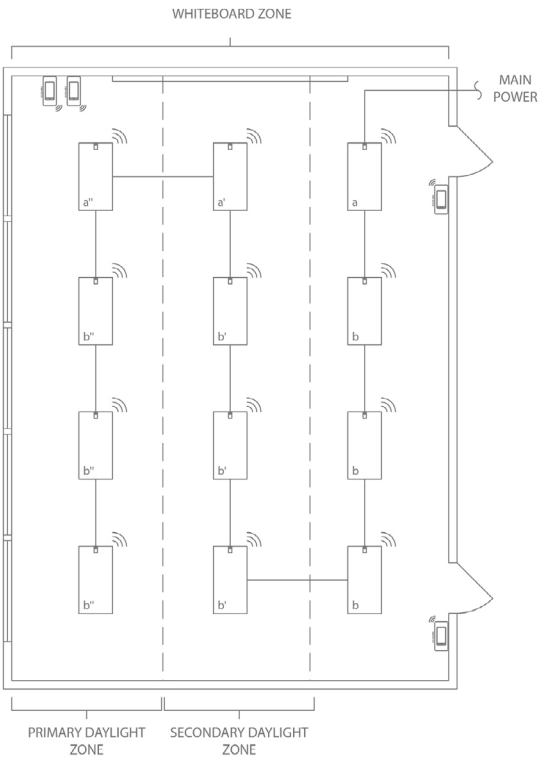 WHITEBOARD ZONE
MAIN
POWER
a"
a'
a
b"
b'
b
b"
b'
b
b"
b'
b
PRIMARY DAYLIGHT
ZONE
SECONDARY DAYLIGHT
ZONE